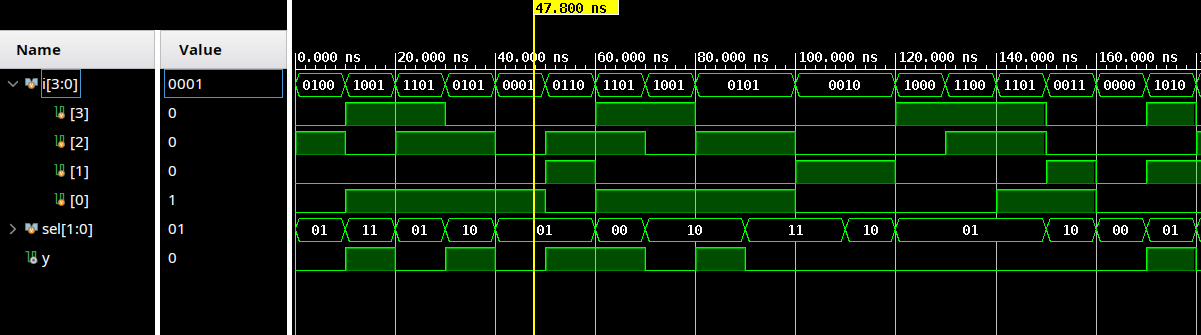 47.800 ns
Name Value
0.000 ns 20.000 ns 40.000 ns 60.000 ns 80.000 ns 100.000 ns 120.000 ns 140.000 ns 160.000 ns
i[3:0] 0001 0100 1001 1101 0101 0001 0110 1101 1001 0101 0010 1000 1100 1101 0011 0000 1010
[3] 0
[2] 0
[1] 0
[0] 1
sel[1:0] 01 01 11 01 10 01 00 10 11 10 01 10 00 01
y 0